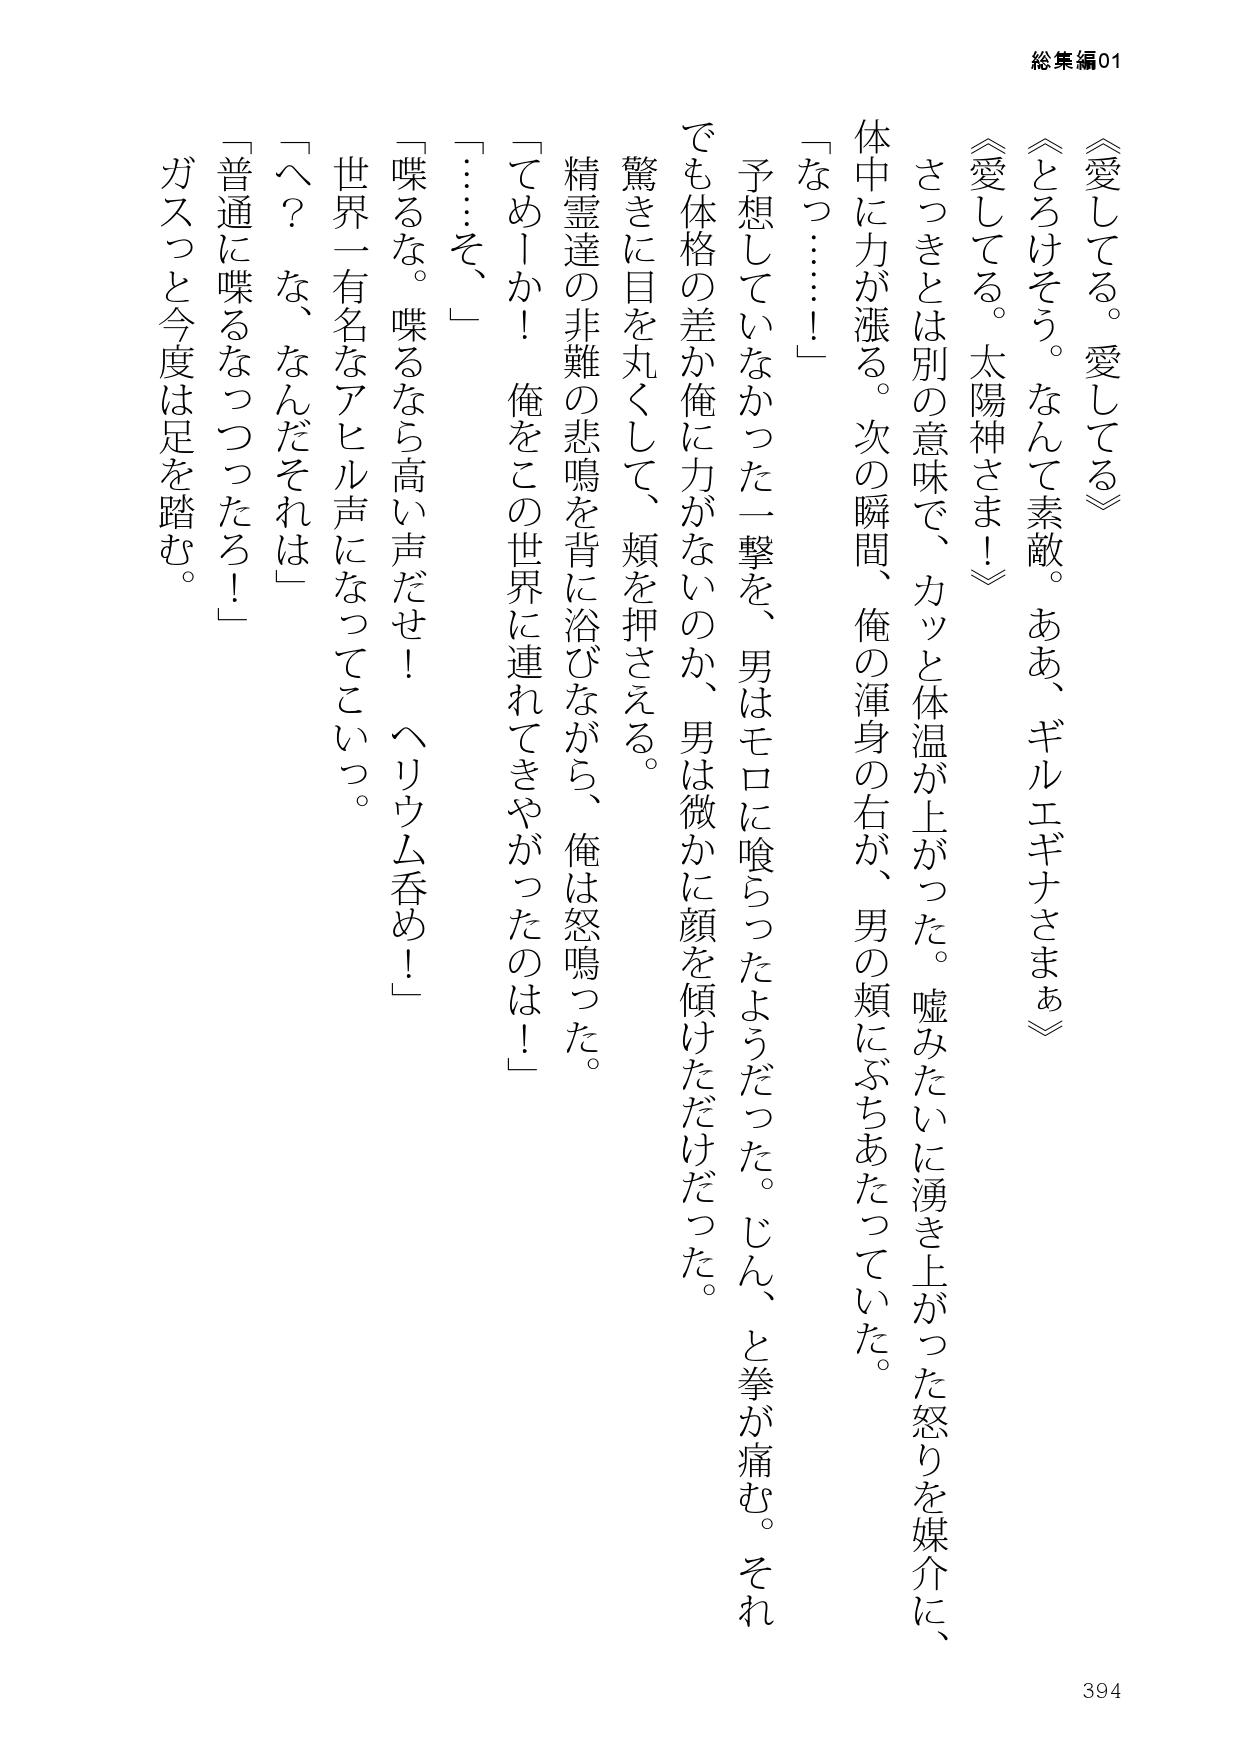 総集編01
《愛してる。愛してる》
《とろけそう。なんて素敵。ああ、ギルエギナさまぁ》
《愛してる。太陽神さま！》
　さっきとは別の意味で、カッと体温が上がった。嘘みたいに湧き上がった怒りを媒介に、
体中に力が漲る。次の瞬間、俺の渾身の右が、男の頬にぶちあたっていた。
「なっ……！」
　予想していなかった一撃を、男はモロに喰らったようだった。じん、と拳が痛む。それ
でも体格の差か俺に力がないのか、男は微かに顔を傾けただけだった。
　驚きに目を丸くして、頬を押さえる。
　精霊達の非難の悲鳴を背に浴びながら、俺は怒鳴った。
「てめーか！　俺をこの世界に連れてきやがったのは！」
「……そ、」
「喋るな。喋るなら高い声だせ！　ヘリウム呑め！」
　世界一有名なアヒル声になってこいっ。
「へ？　な、なんだそれは」
「普通に喋るなっつったろ！」
　ガスっと今度は足を踏む。
394